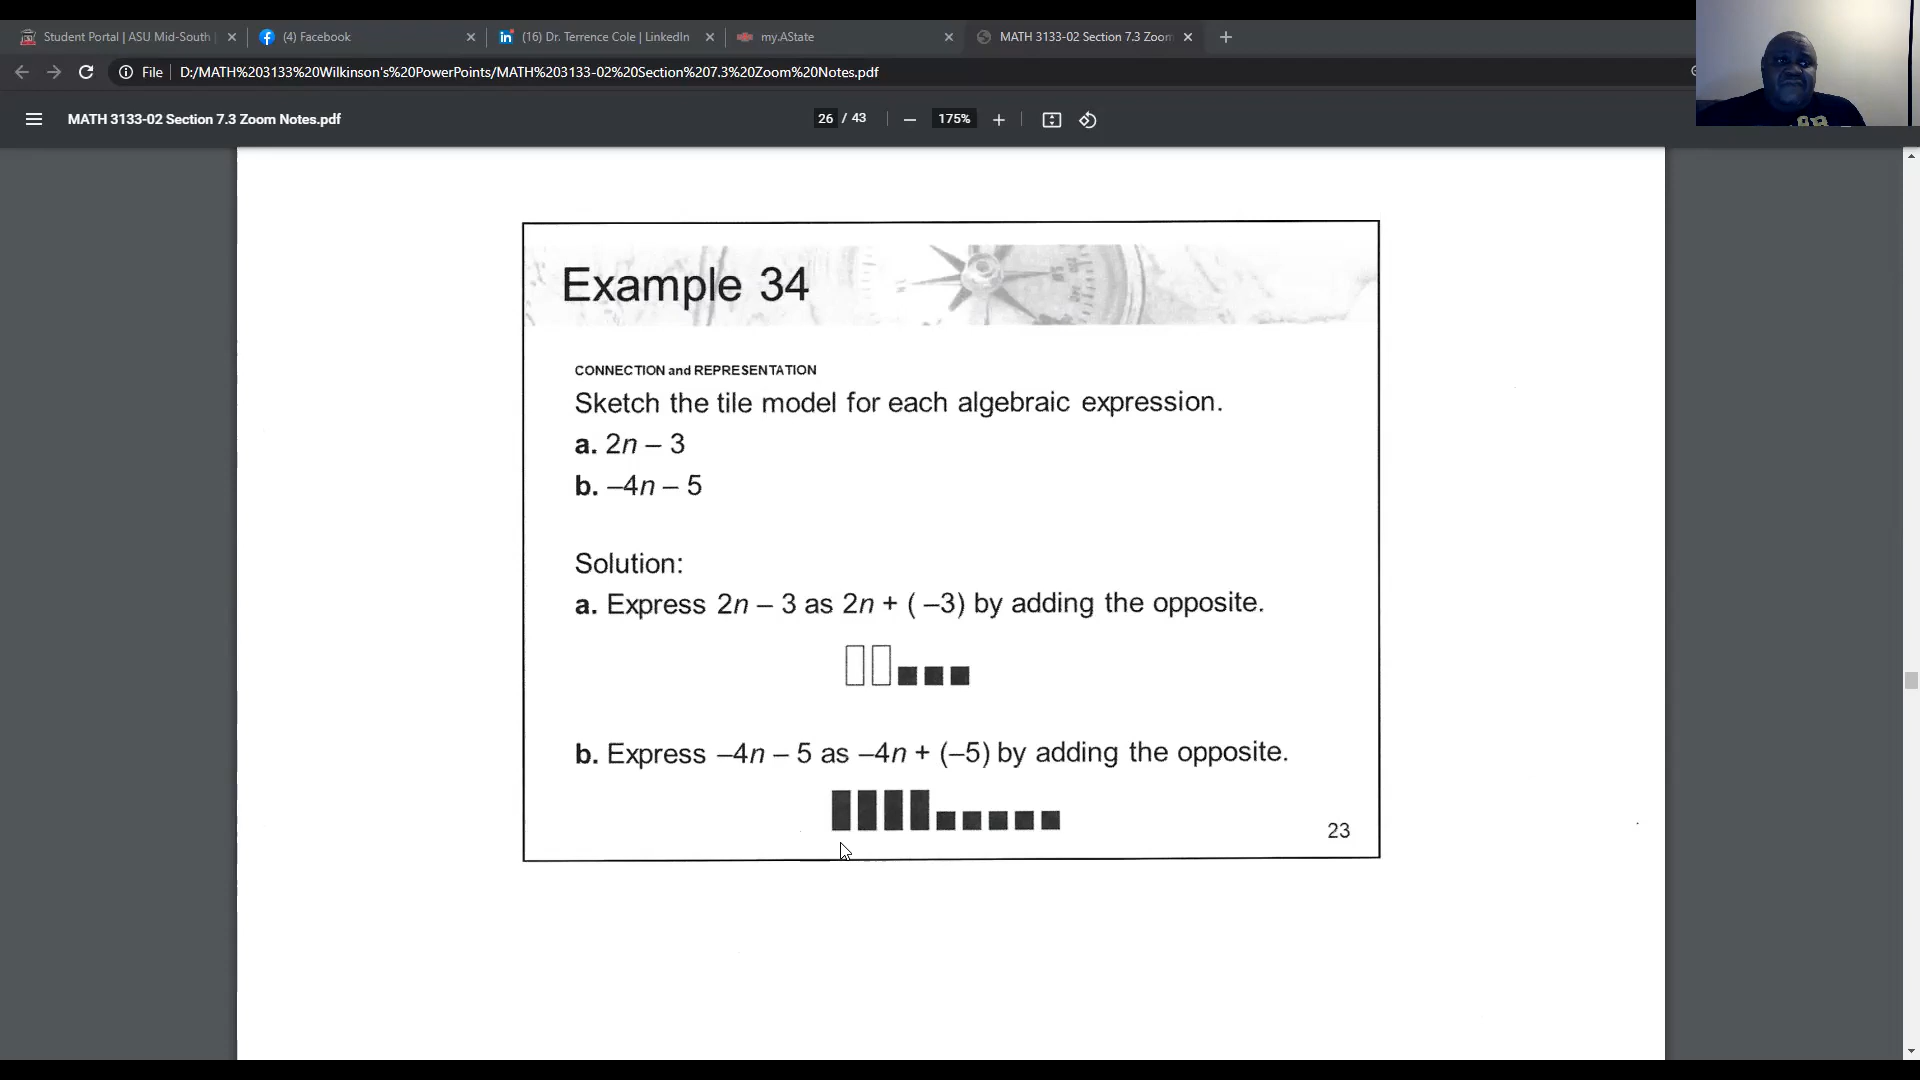 Student Portal | ASU Mid-South |
(4) Facebook
(16) Dr. Terrence Cole | LinkedIn
my.AState
MATH 3133-02 Section 7.3 Zoom
File
D:/MATH%203133%20Wilkinson's%20PowerPoints/MATH%203133-02%20Section%207.3%20Zoom%20Notes.pdf
MATH 3133-02 Section 7.3 Zoom Notes.pdf
26 / 43
175%
Example 34
CONNECTION and REPRESENTATION
Sketch the tile model for each algebraic expression.
a. 2n – 3
b. –4n – 5
Solution:
a. Express 2n – 3 as 2n + ( –3) by adding the opposite.
b. Express –4n – 5 as –4n + (–5) by adding the opposite.
23